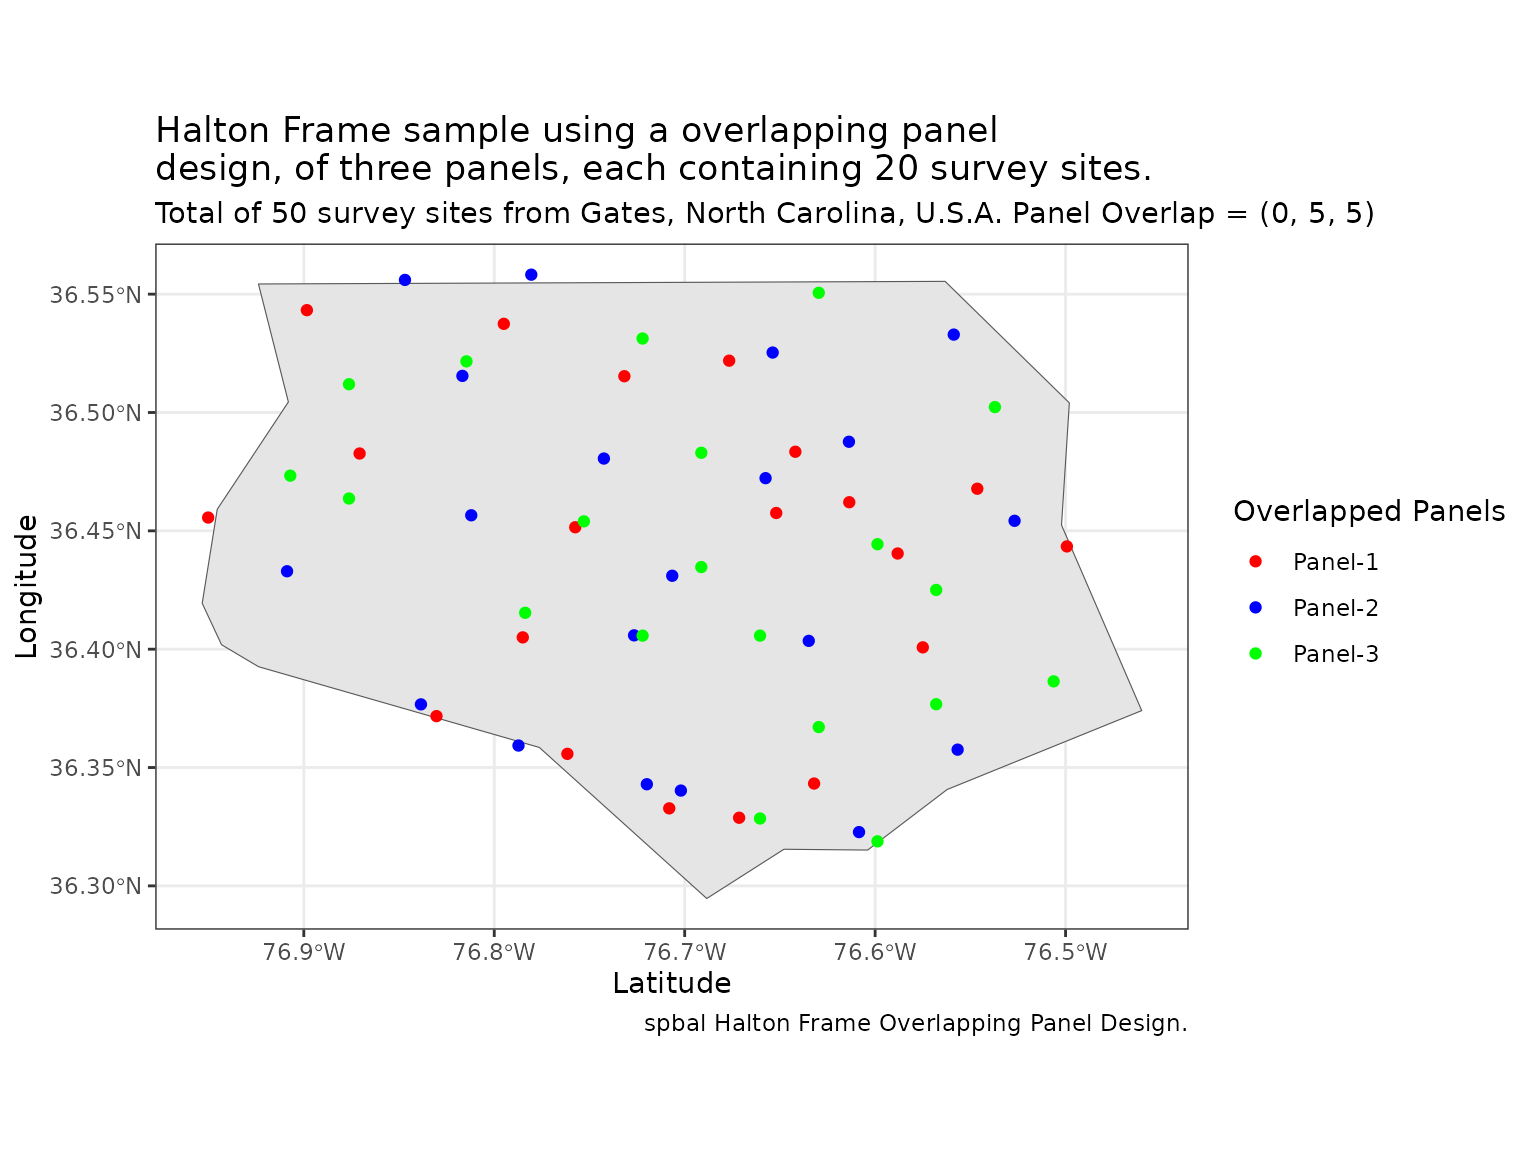 Halton Frame sample using a overlapping panel
design, of three panels, each containing 20 survey sites.
Total of 50 survey sites from Gates, North Carolina, U.S.A. Panel Overlap = (0, 5, 5)
36.55°N
36.50°N
36.45°N
36.40°N
36.35°N
36.30°N
Longitude
76.9°W 76.8°W 76.7°W 76.6°W 76.5°W
Latitude
Overlapped Panels
Panel-1
Panel-2
Panel-3
spbal Halton Frame Overlapping Panel Design.